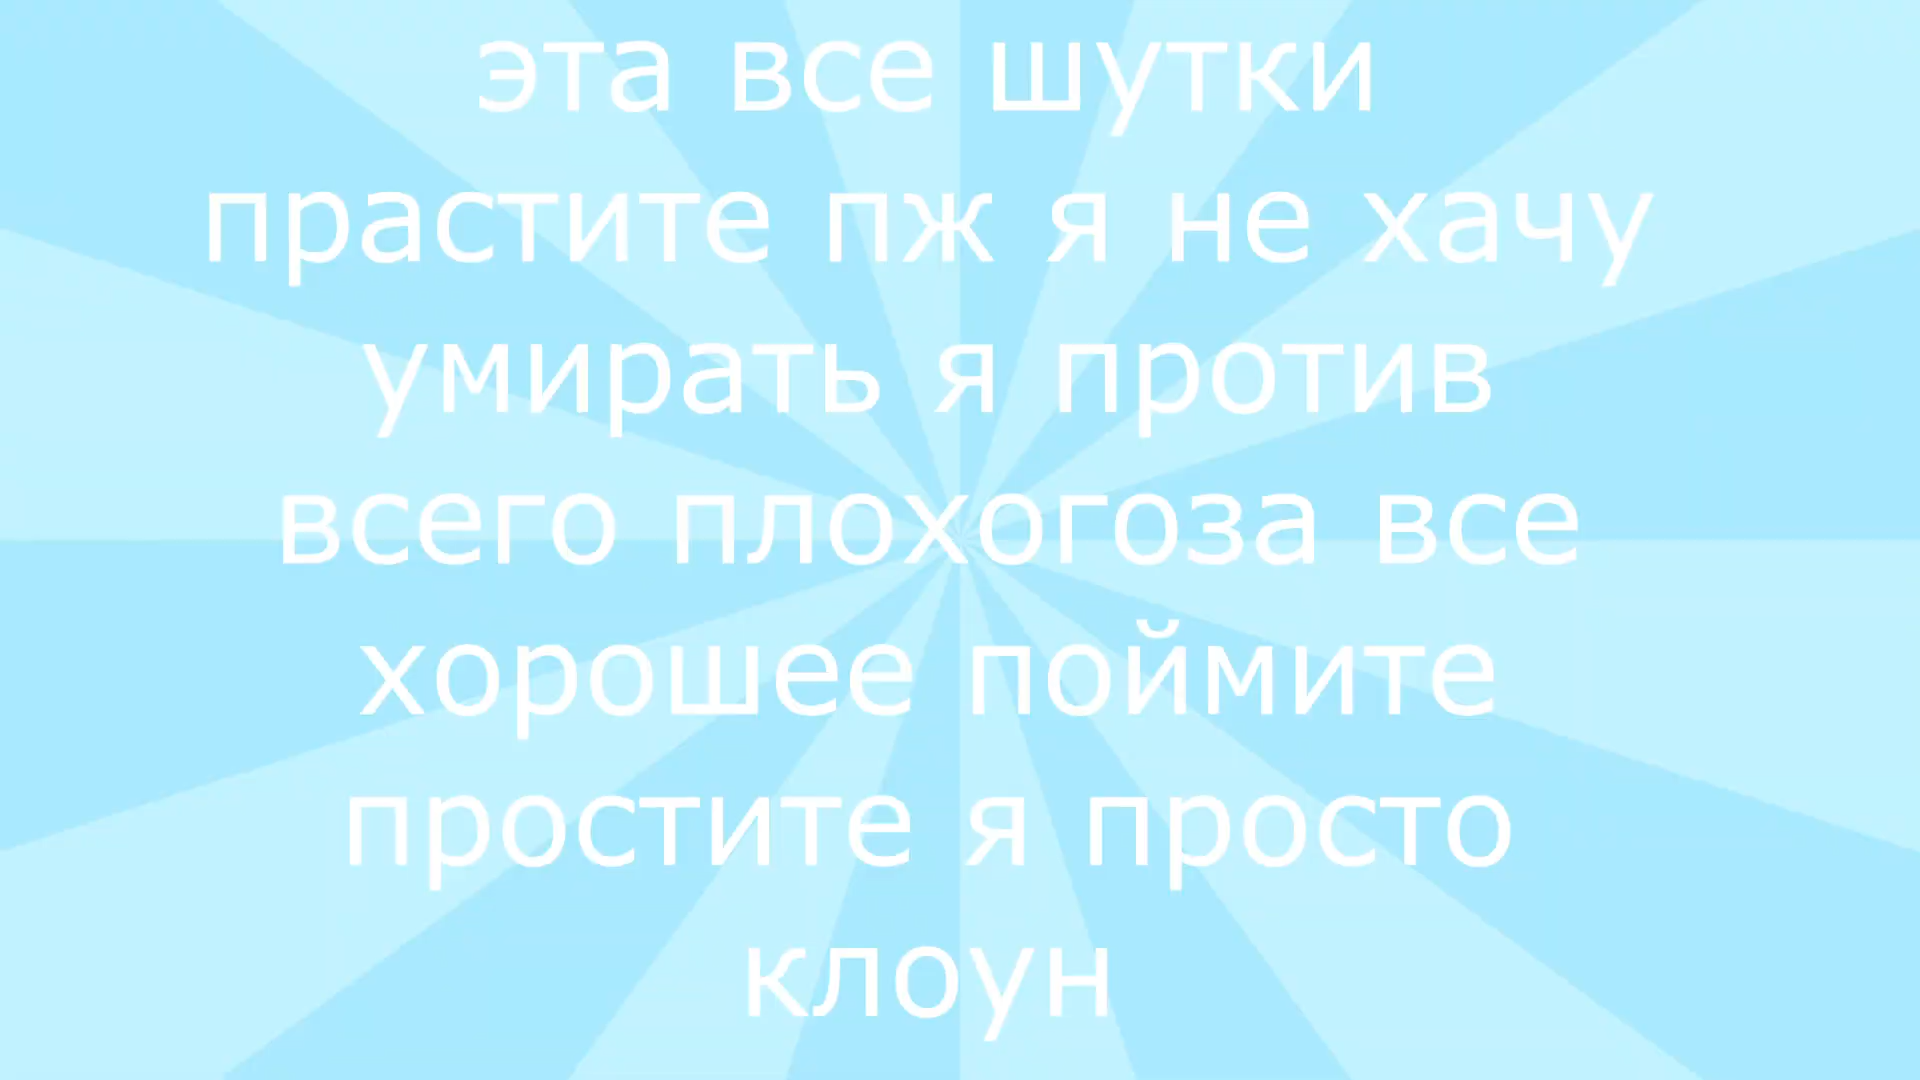 эта все шутки
прастите пж я не хачу
умирать я против
всего плохогоза все
хорошее поймите
простите я просто
клоун